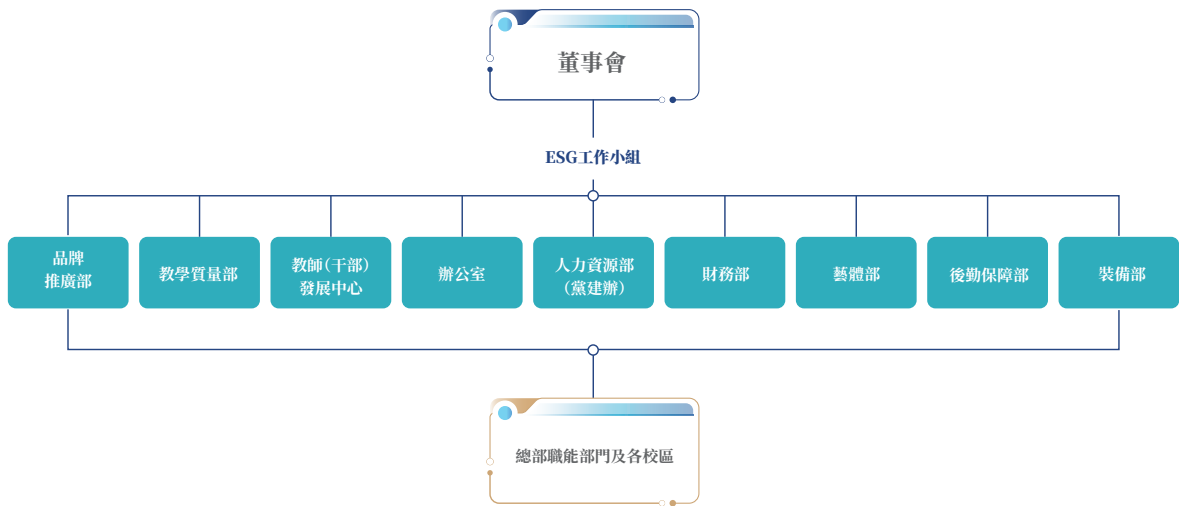 董事會
ESG工作小組
品牌
推廣部
教學質量部
教師(干部)
發展中心
辦公室
人力資源部
(黨建辦)
財務部
藝體部
後勤保障部
裝備部
總部職能部門及各校區